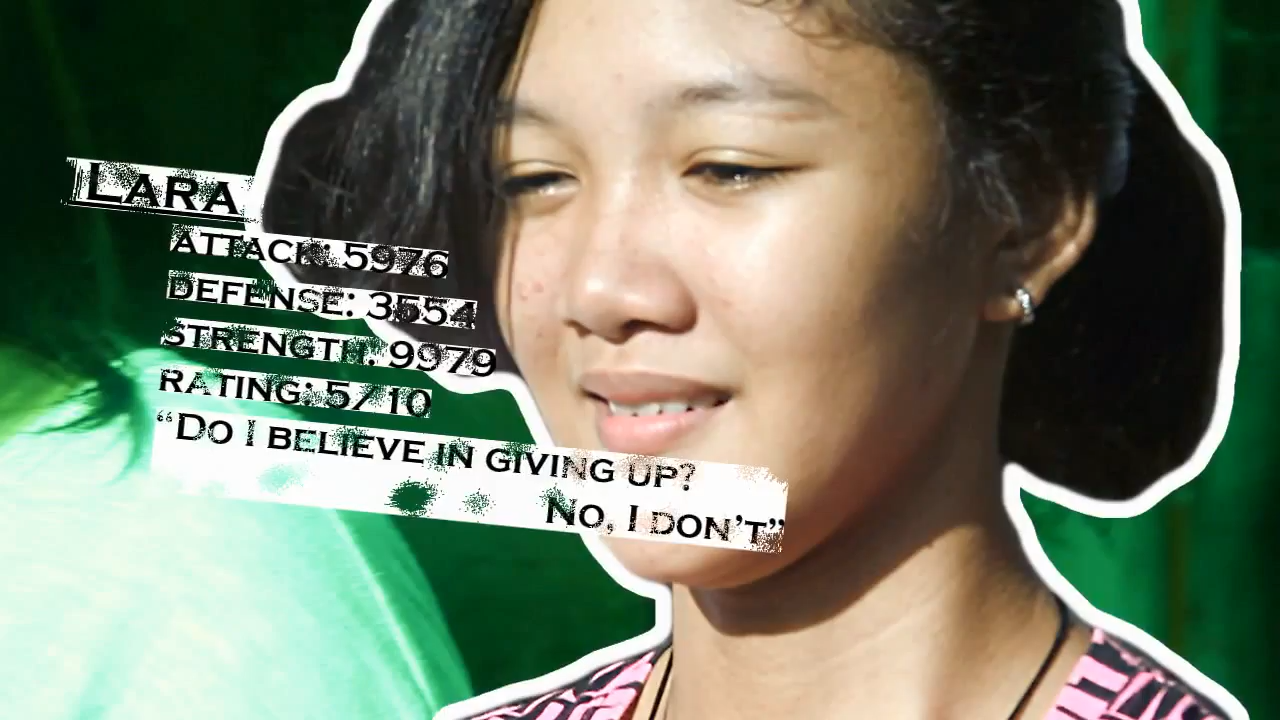 LARA
ATTACK: 5976
DEFENSE: 3554
STRENGTH: 9979
RATING: 5/10
“DO I BELIEVE IN GIVING UP?
NO, I DON’T”